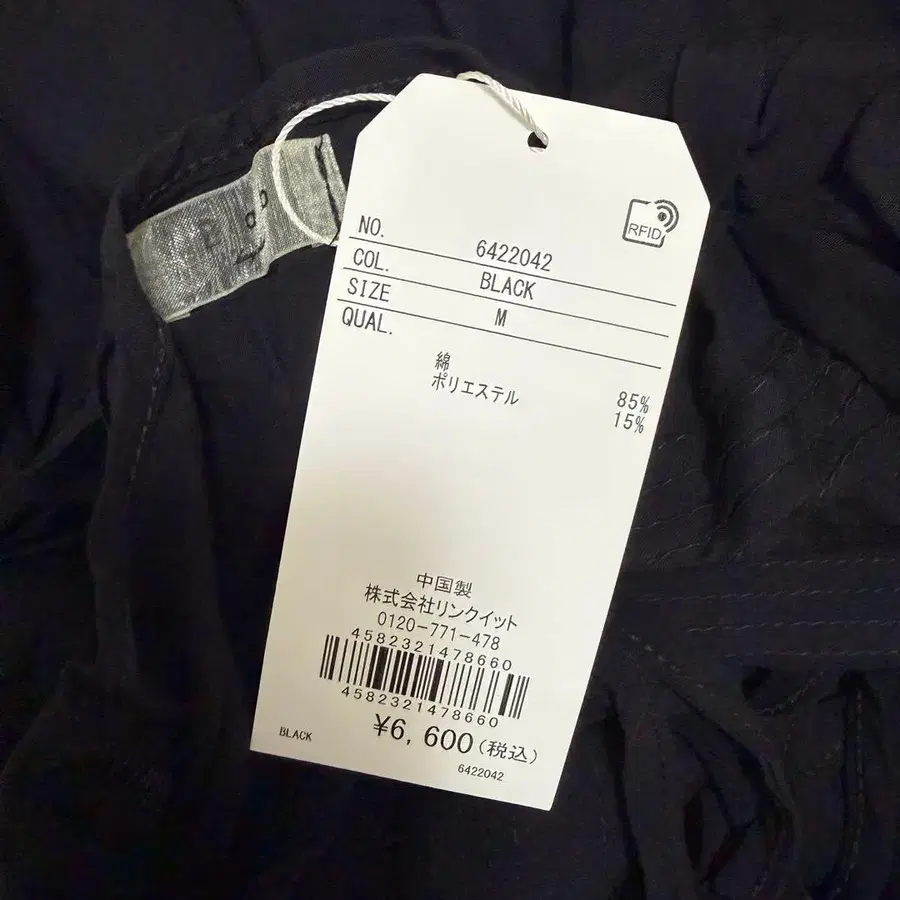 RFID
NO. 6422042
COL. BLACK
SIZE M
QUAL.
綿 85%
ポリエステル 15%
中国製
株式会社リンクイット
0120-771-478
4582321478660
4582321478660
¥6,600(税込)
BLACK
6422042